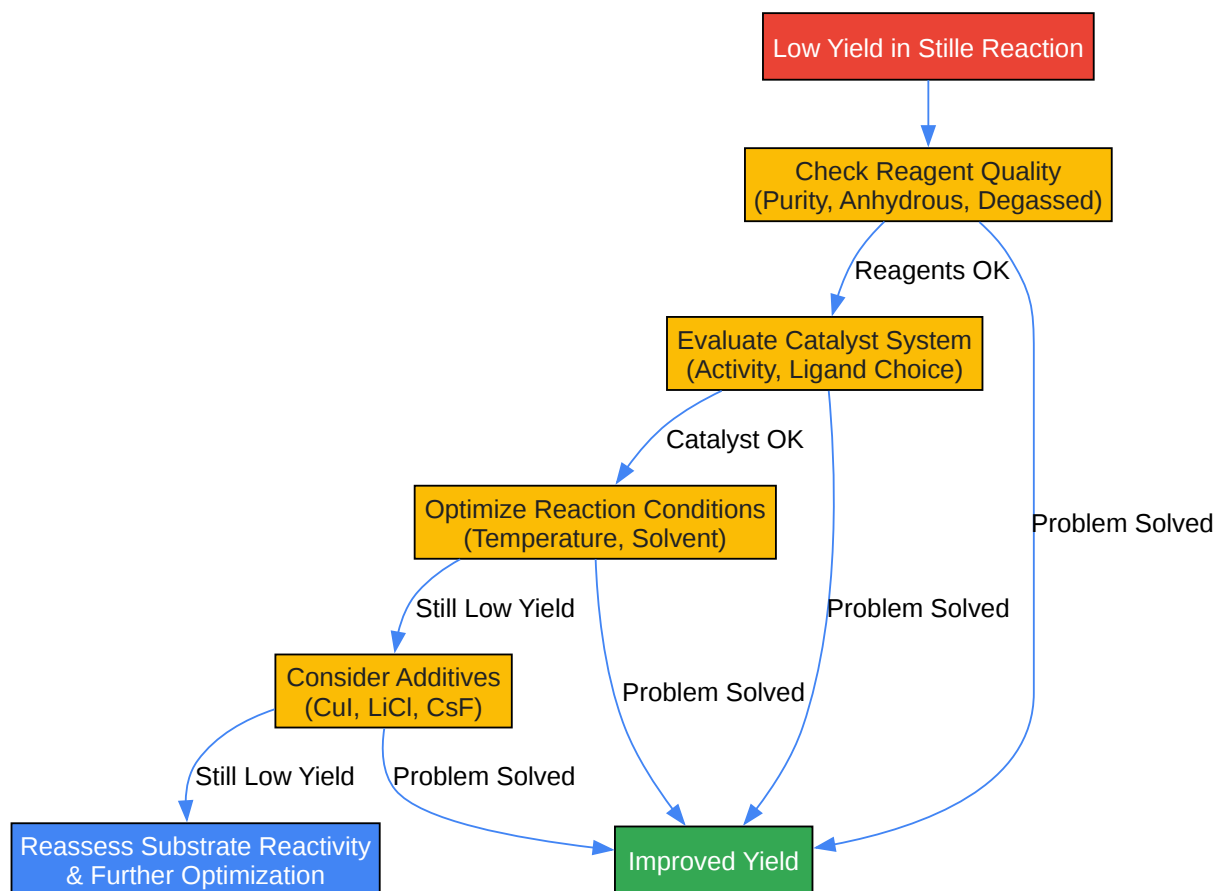 Low Yield in Stille Reaction
Check Reagent Quality
(Purity, Anhydrous, Degassed)
Reagents OK
Evaluate Catalyst System
(Activity, Ligand Choice)
Catalyst OK
Optimize Reaction Conditions
(Temperature, Solvent)
Problem Solved
Still Low Yield
Problem Solved
Consider Additives
(CuI, LiCl, CsF)
Problem Solved
Still Low Yield
Problem Solved
Reassess Substrate Reactivity
& Further Optimization
Improved Yield